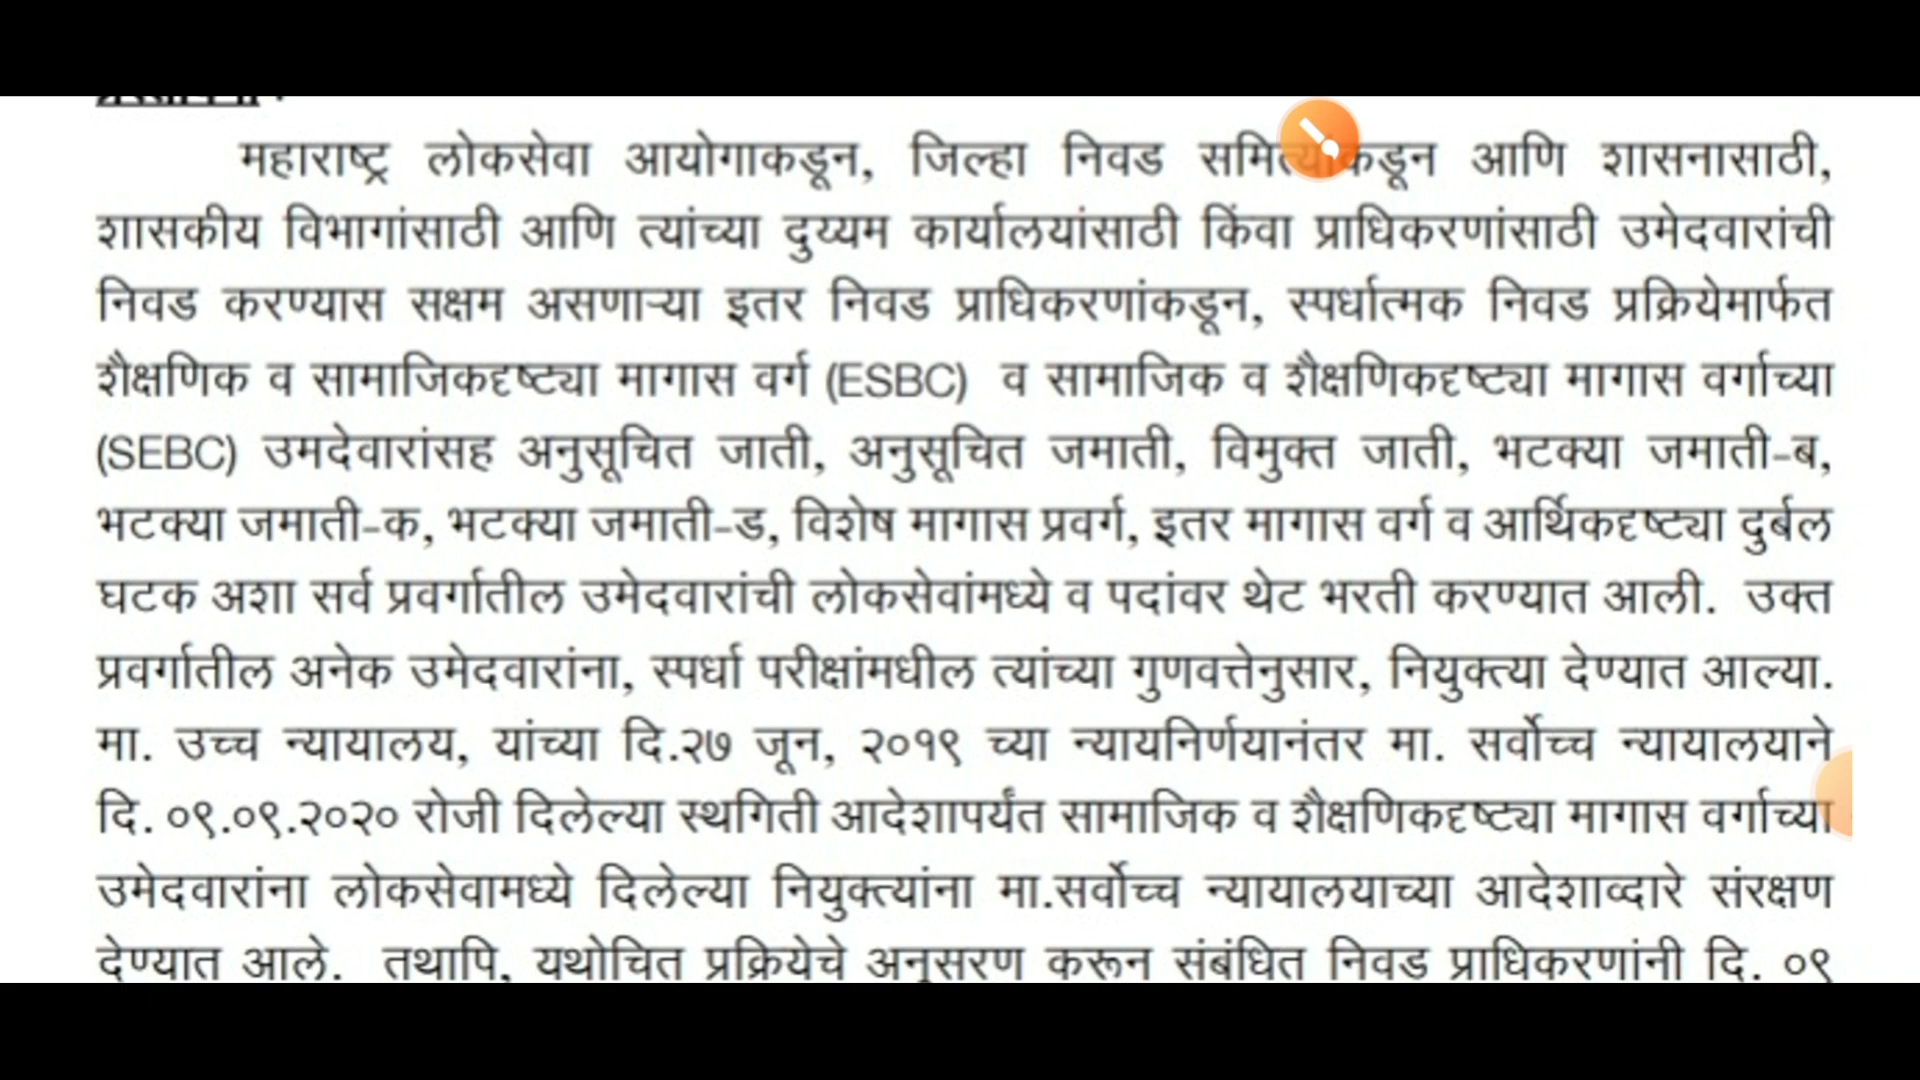 महाराष्ट्र लोकसेवा आयोगाकडून, जिल्हा निवड कडून आणि शासनासाठी,
शासकीय विभागांसाठी आणि त्यांच्या दुय्यम कार्यालयांसाठी किंवा प्राधिकरणांसाठी उमेदवारांची
निवड करण्यास सक्षम असणाऱ्या इतर निवड प्राधिकरणांकडून, स्पर्धात्मक निवड प्रक्रियेमार्फत
शैक्षणिक व सामाजिकदृष्ट्या मागास वर्ग (ESBC) व सामाजिक व शैक्षणिकदृष्ट्या मागास वर्गाच्या
(SEBC) उमदेवारांसह अनुसूचित जाती, अनुसूचित जमाती, विमुक्त जाती, भटक्या जमाती-ब,
भटक्या जमाती-क, भटक्या जमाती-ड, विशेष मागास प्रवर्ग, इतर मागास वर्ग व आर्थिकदृष्ट्या दुर्बल
घटक अशा सर्व प्रवर्गातील उमेदवारांची लोकसेवांमध्ये व पदांवर थेट भरती करण्यात आली. उक्त
प्रवर्गातील अनेक उमेदवारांना, स्पर्धा परीक्षांमधील त्यांच्या गुणवत्तेनुसार, नियुक्त्या देण्यात आल्या.
मा. उच्च न्यायालय, यांच्या दि.२७ जून, २०१९ च्या न्यायनिर्णयानंतर मा. सर्वोच्च न्यायालयाने
दि. ०९.०९.२०२० रोजी दिलेल्या स्थगिती आदेशापर्यंत सामाजिक व शैक्षणिकदृष्ट्या मागास वर्गाच्या
उमेदवारांना लोकसेवामध्ये दिलेल्या नियुक्त्यांना मा.सर्वोच्च न्यायालयाच्या आदेशाव्दारे संरक्षण
देण्यात आले. तथापि, यथोचित प्रक्रियेचे अनुसरण करून संबंधित निवड प्राधिकरणांनी दि. ०९